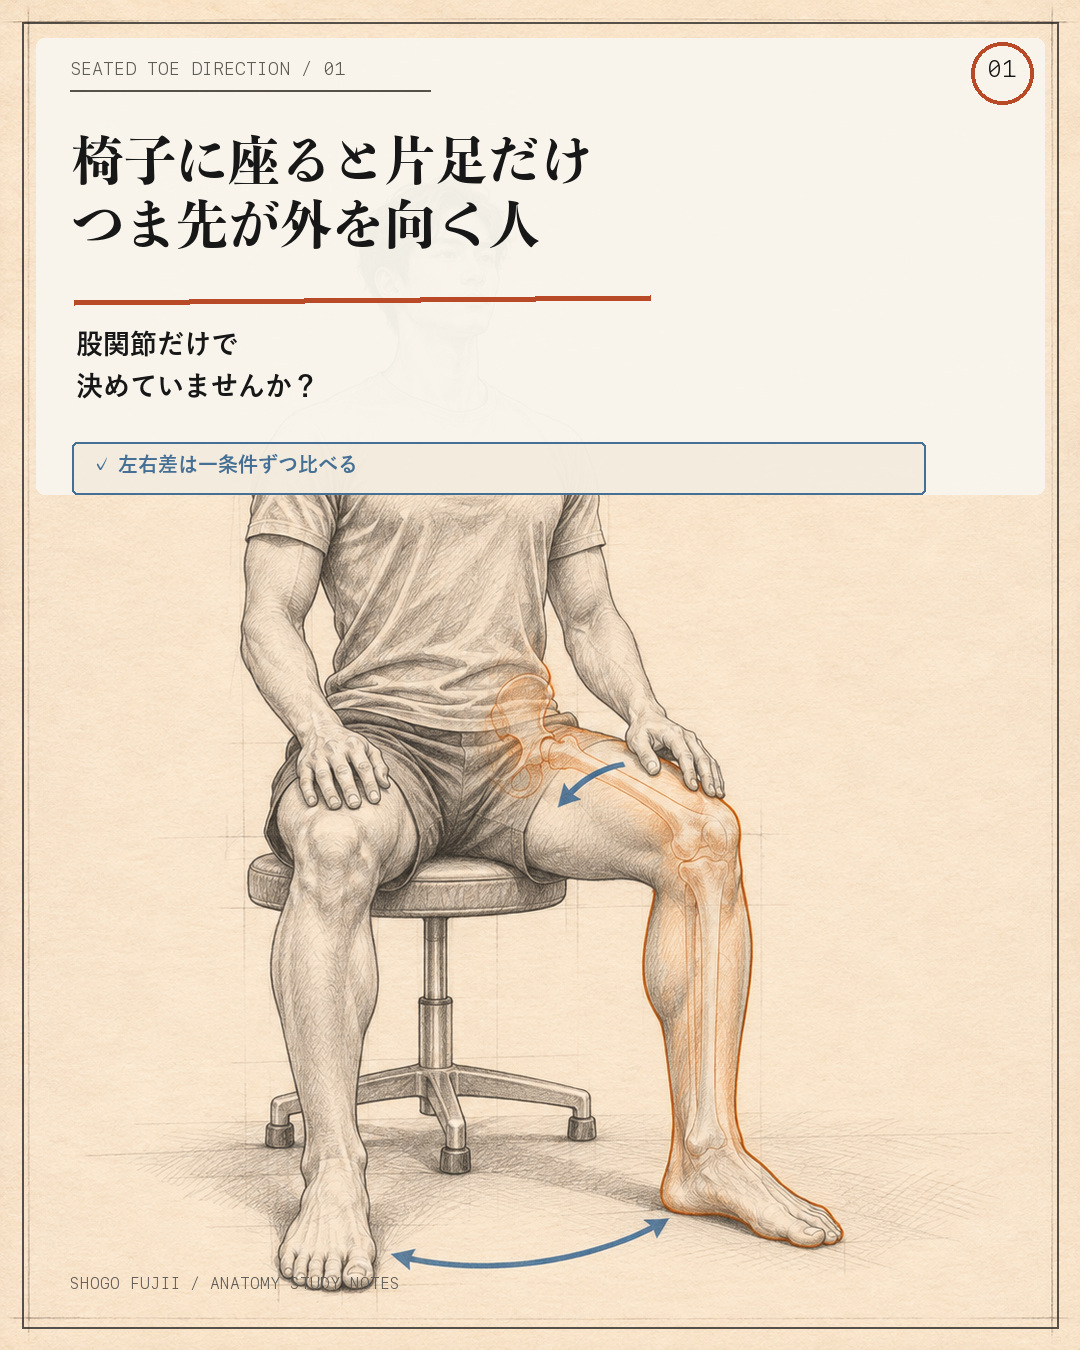 SEATED TOE DIRECTION / 01
01
椅子に座ると片足だけ
つま先が外を向く人
股関節だけで
決めていませんか？
✓ 左右差は一条件ずつ比べる
SHOGO FUJII / ANATOMY STUDY NOTES